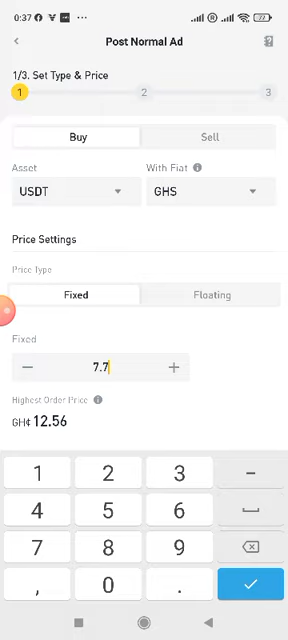 0:37
72
Post Normal Ad
1/3. Set Type & Price
1 2 3
Buy Sell
Asset With Fiat
USDT GHS
Price Settings
Price Type
Fixed Floating
Fixed
− 7.7 +
Highest Order Price
GH¢ 12.56
1 2 3 −
4 5 6
7 8 9
, 0 .